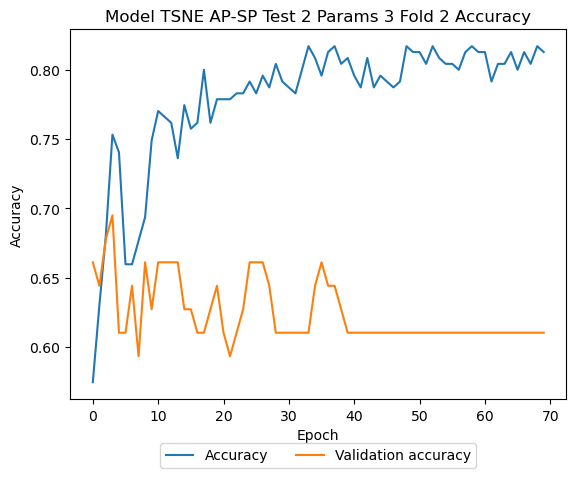 Model TSNE AP-SP Test 2 Params 3 Fold 2 Accuracy
Accuracy
0.80
0.75
0.70
0.65
0.60
0 10 20 30 40 50 60 70
Epoch
Accuracy Validation accuracy